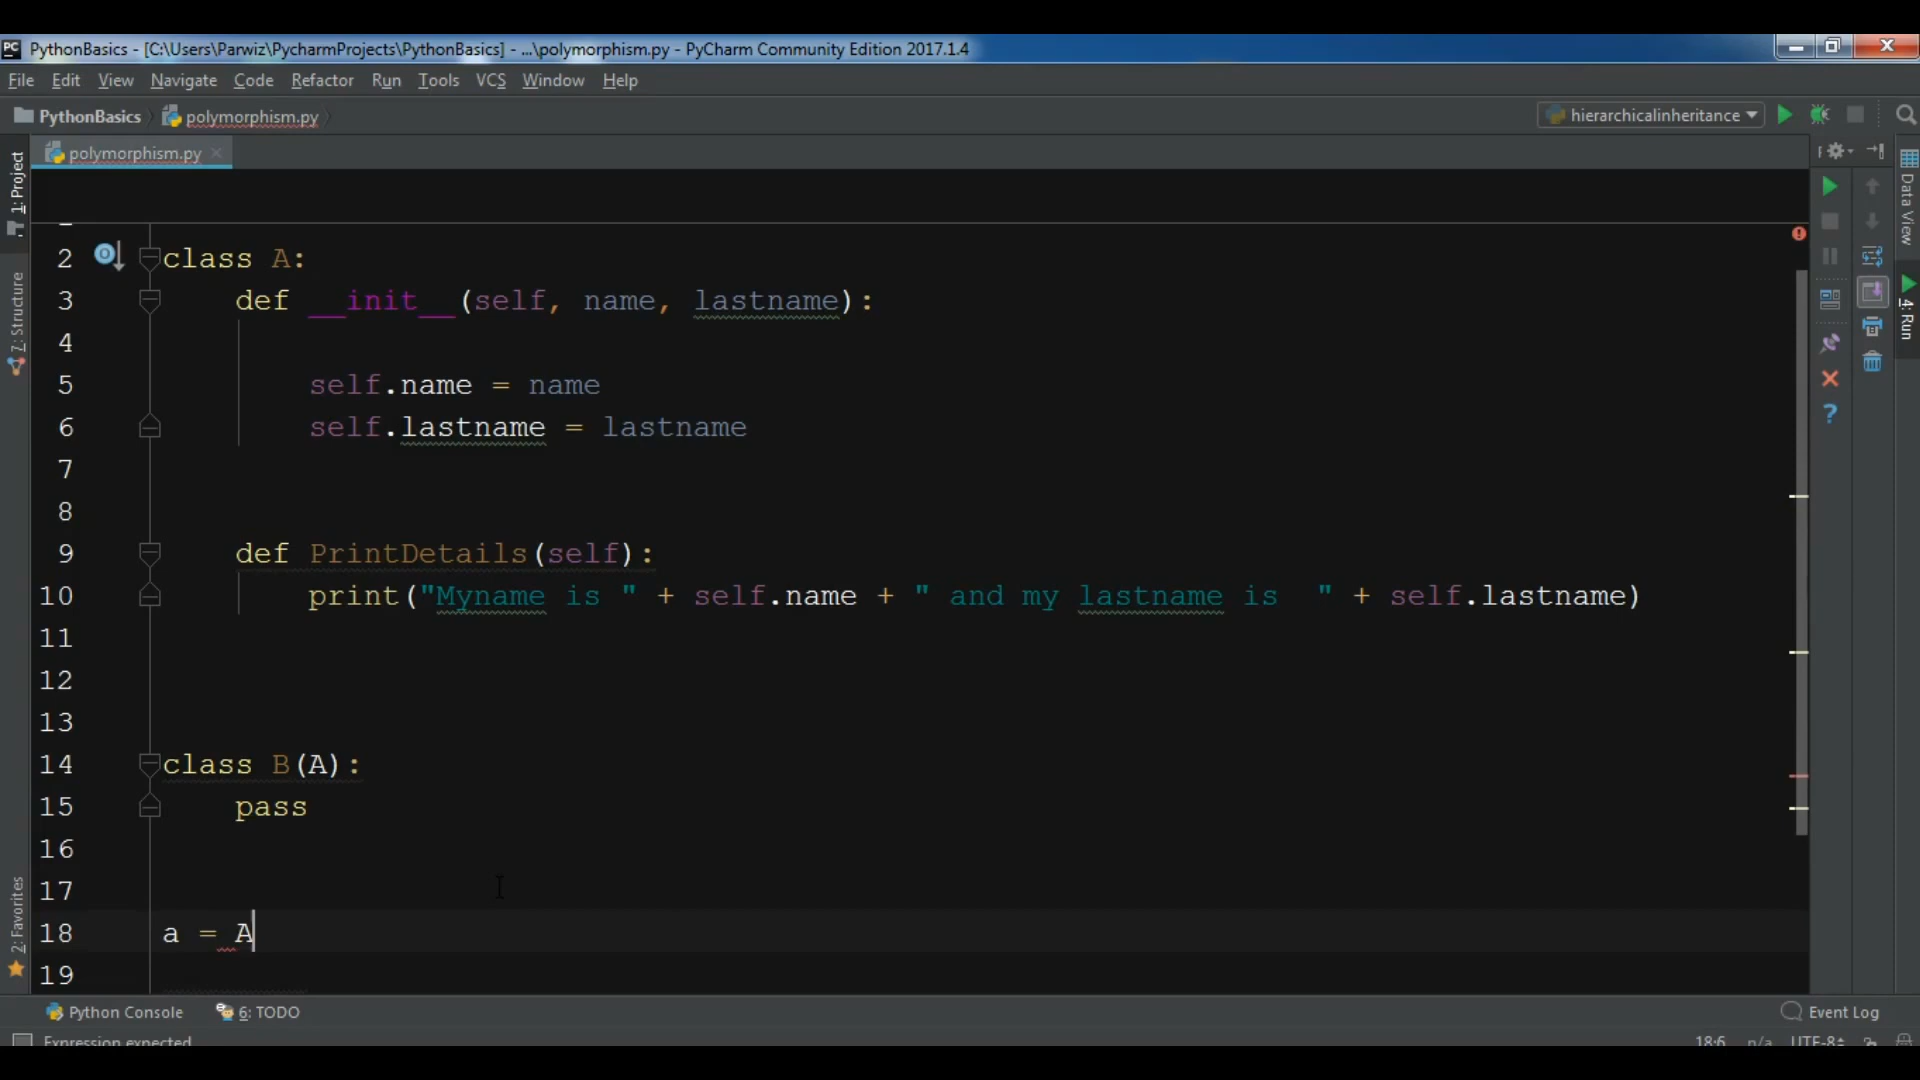 PC PythonBasics - [C:\Users\Parwiz\PycharmProjects\PythonBasics] - ...\polymorphism.py - PyCharm Community Edition 2017.1.4
File Edit View Navigate Code Refactor Run Tools VCS Window Help
PythonBasics polymorphism.py hierarchicalinheritance
polymorphism.py
1: Project
7: Structure
2: Favorites
Data View
4: Run
2 class A:
3 def __init__(self, name, lastname):
4
5 self.name = name
6 self.lastname = lastname
7
8
9 def PrintDetails(self):
10 print("Myname is " + self.name + " and my lastname is  " + self.lastname)
11
12
13
14 class B(A):
15 pass
16
17
18 a = A
19
Python Console 6: TODO Event Log
Expression expected 18:6 n/a UTF-8